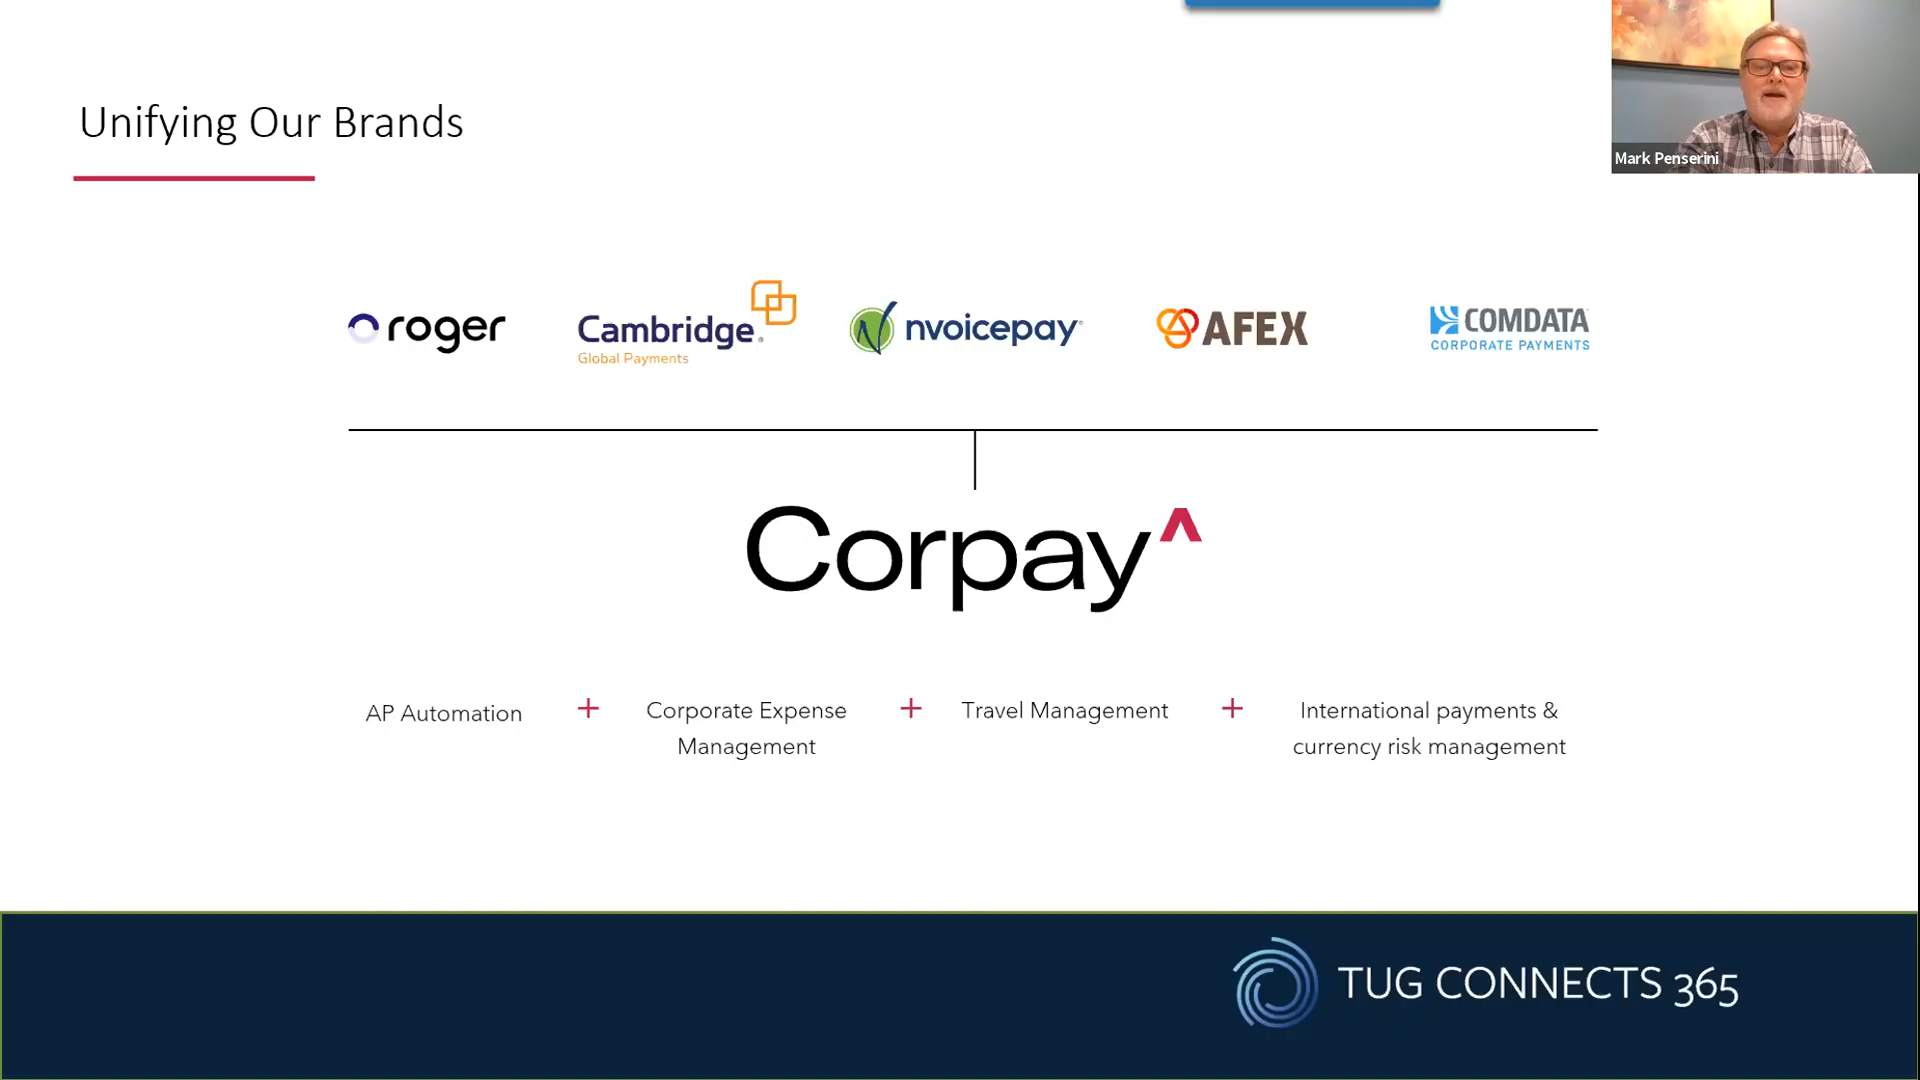 Unifying Our Brands
Mark Penserini
roger
Cambridge
Global Payments
nvoicepay
AFEX
COMDATA
CORPORATE PAYMENTS
Corpay^
AP Automation + Corporate Expense Management + Travel Management + International payments & currency risk management
TUG CONNECTS 365